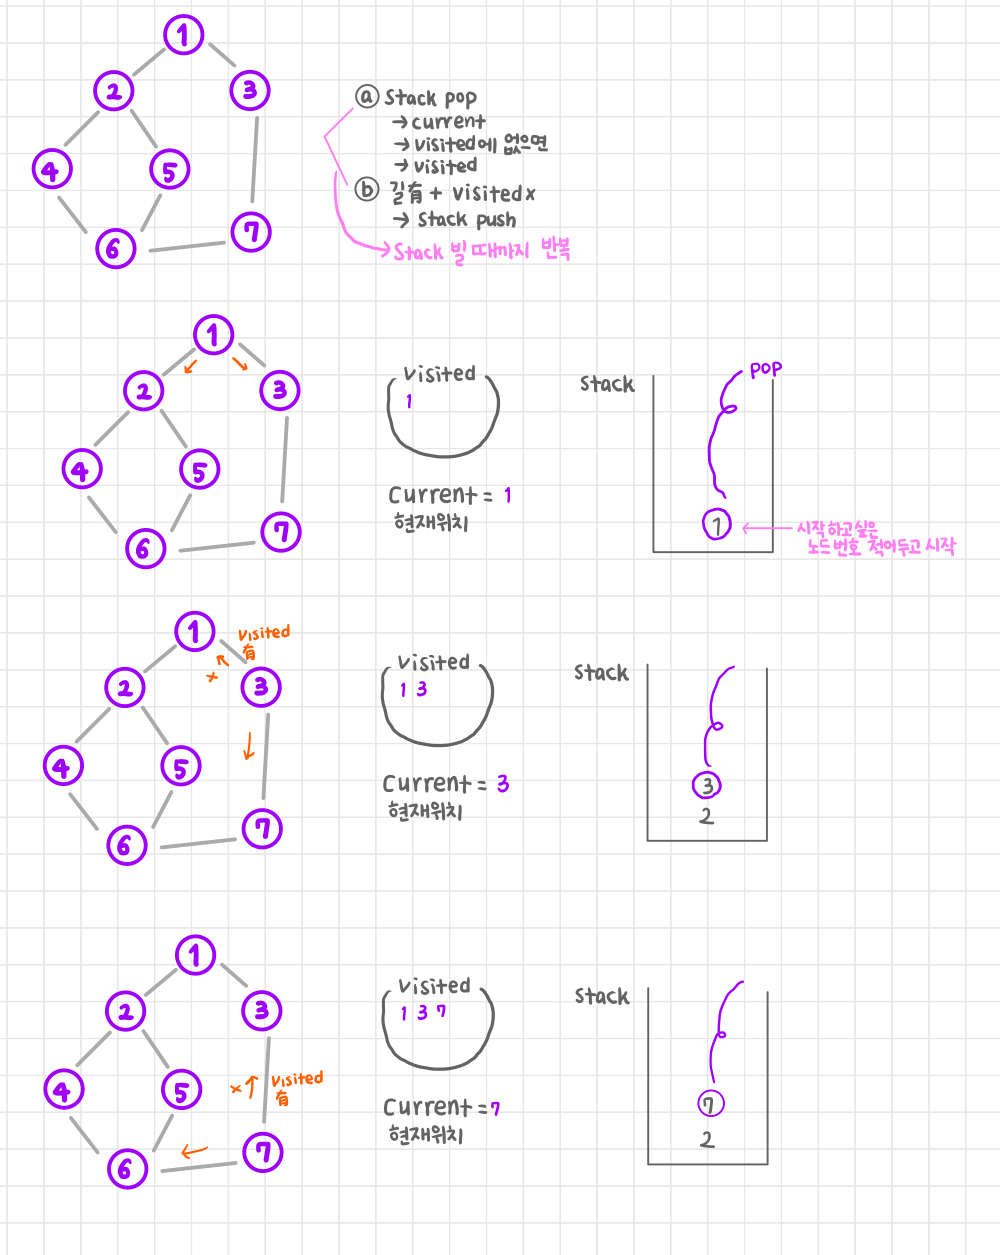 1
2 3
ⓐ Stack pop
→ current
→ visited에 없으면
→ visited
4 5
ⓑ 길有 + visited x
→ stack push
6 7
→ Stack 빌 때까지 반복
1
2 3
4 5
6 7
visited
1
Current = 1
현재위치
Stack
POP
1
← 시작하고싶은
노드번호 적어두고 시작
1
visited
有
x
2 3
4 5
6 7
visited
1 3
Current = 3
현재위치
Stack
3
2
1
2 3
4 5
x ↑ visited
有
6 7
visited
1 3 7
Current = 7
현재위치
Stack
7
2